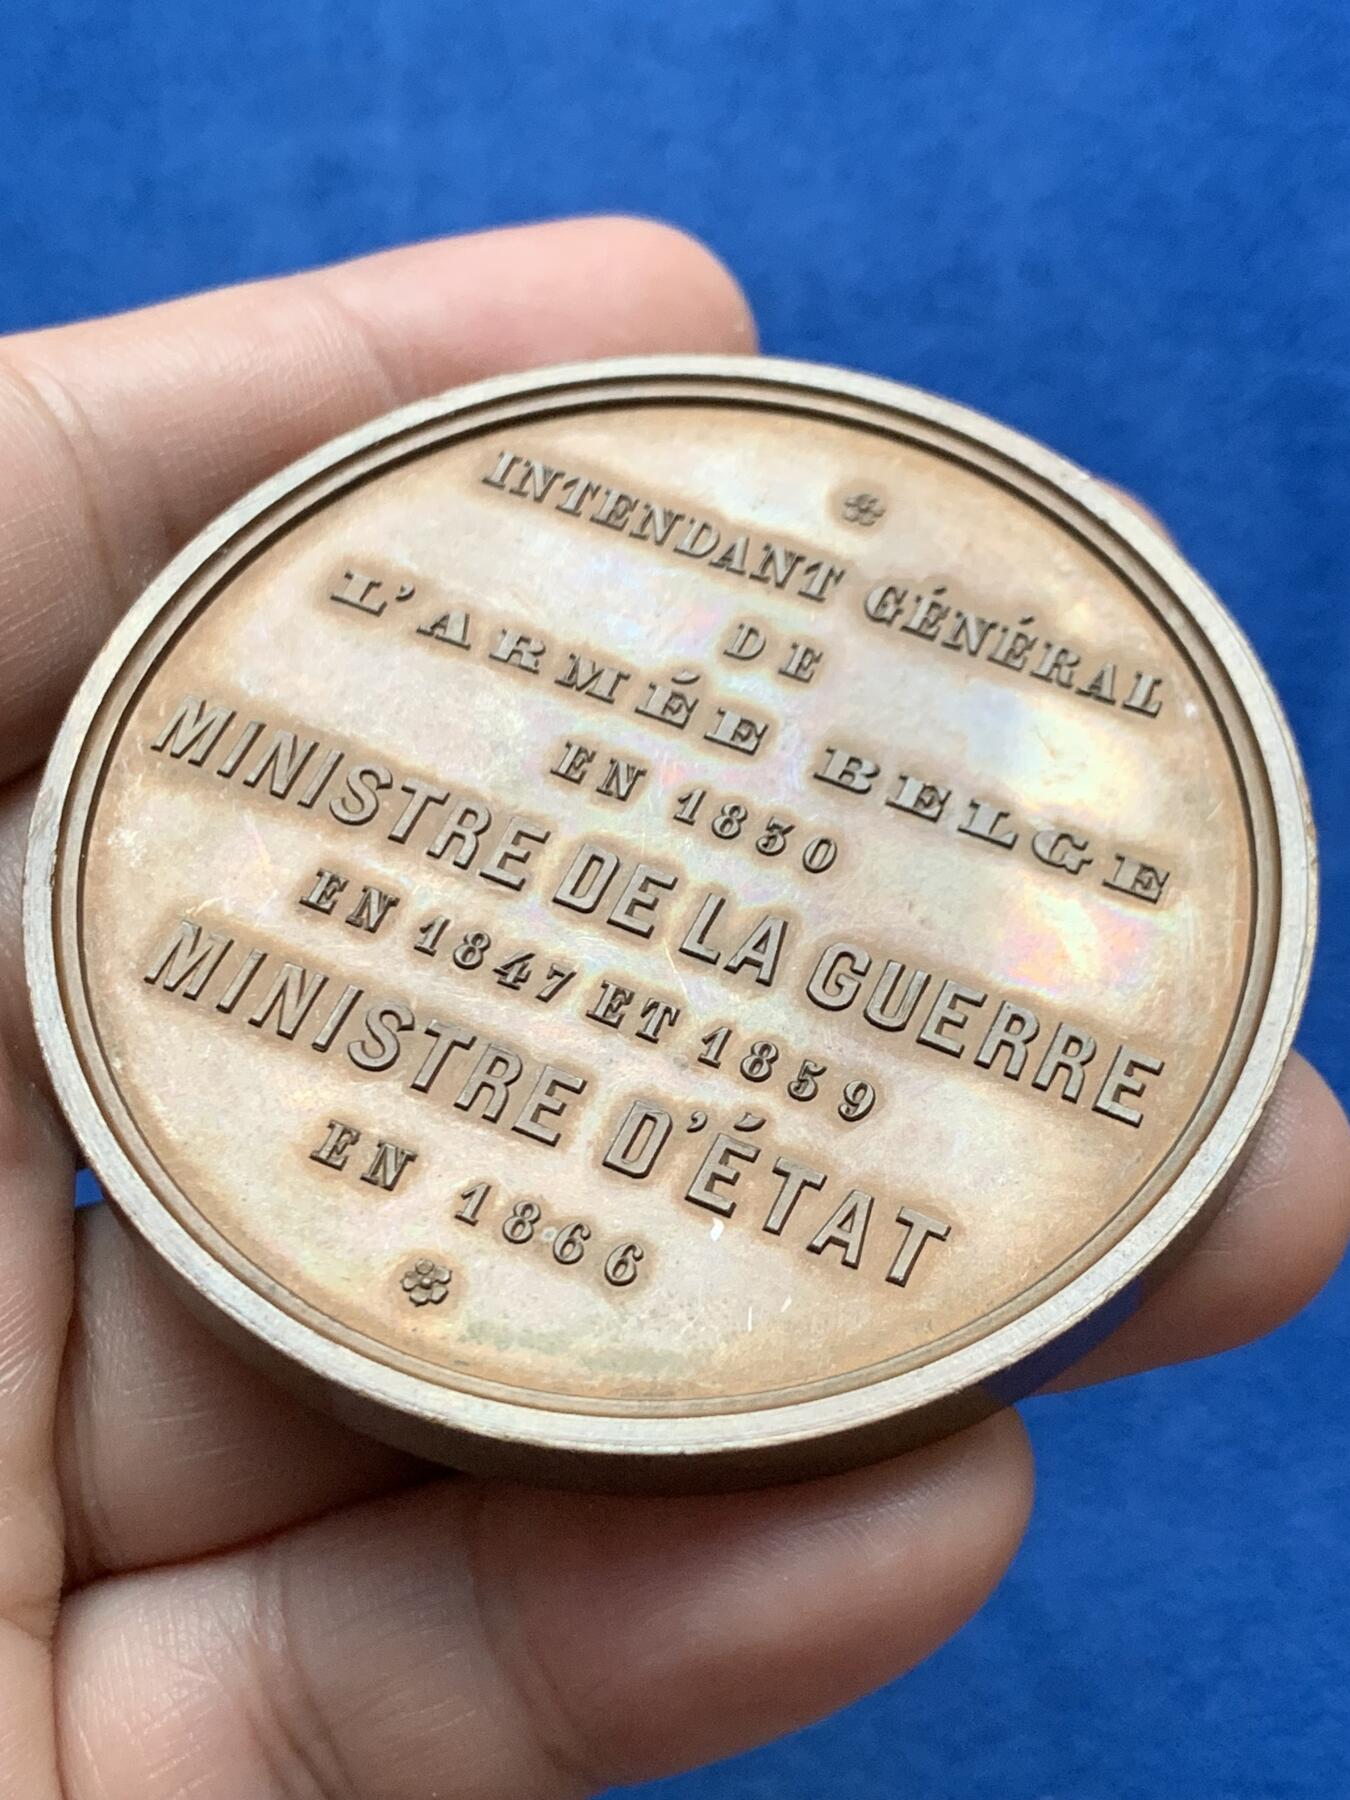 INTENDANT GÉNÉRAL
DE
L'ARMÉE BELGE
EN 1830
MINISTRE DE LA GUERRE
EN 1847 ET 1859
MINISTRE D'ÉTAT
EN 1866